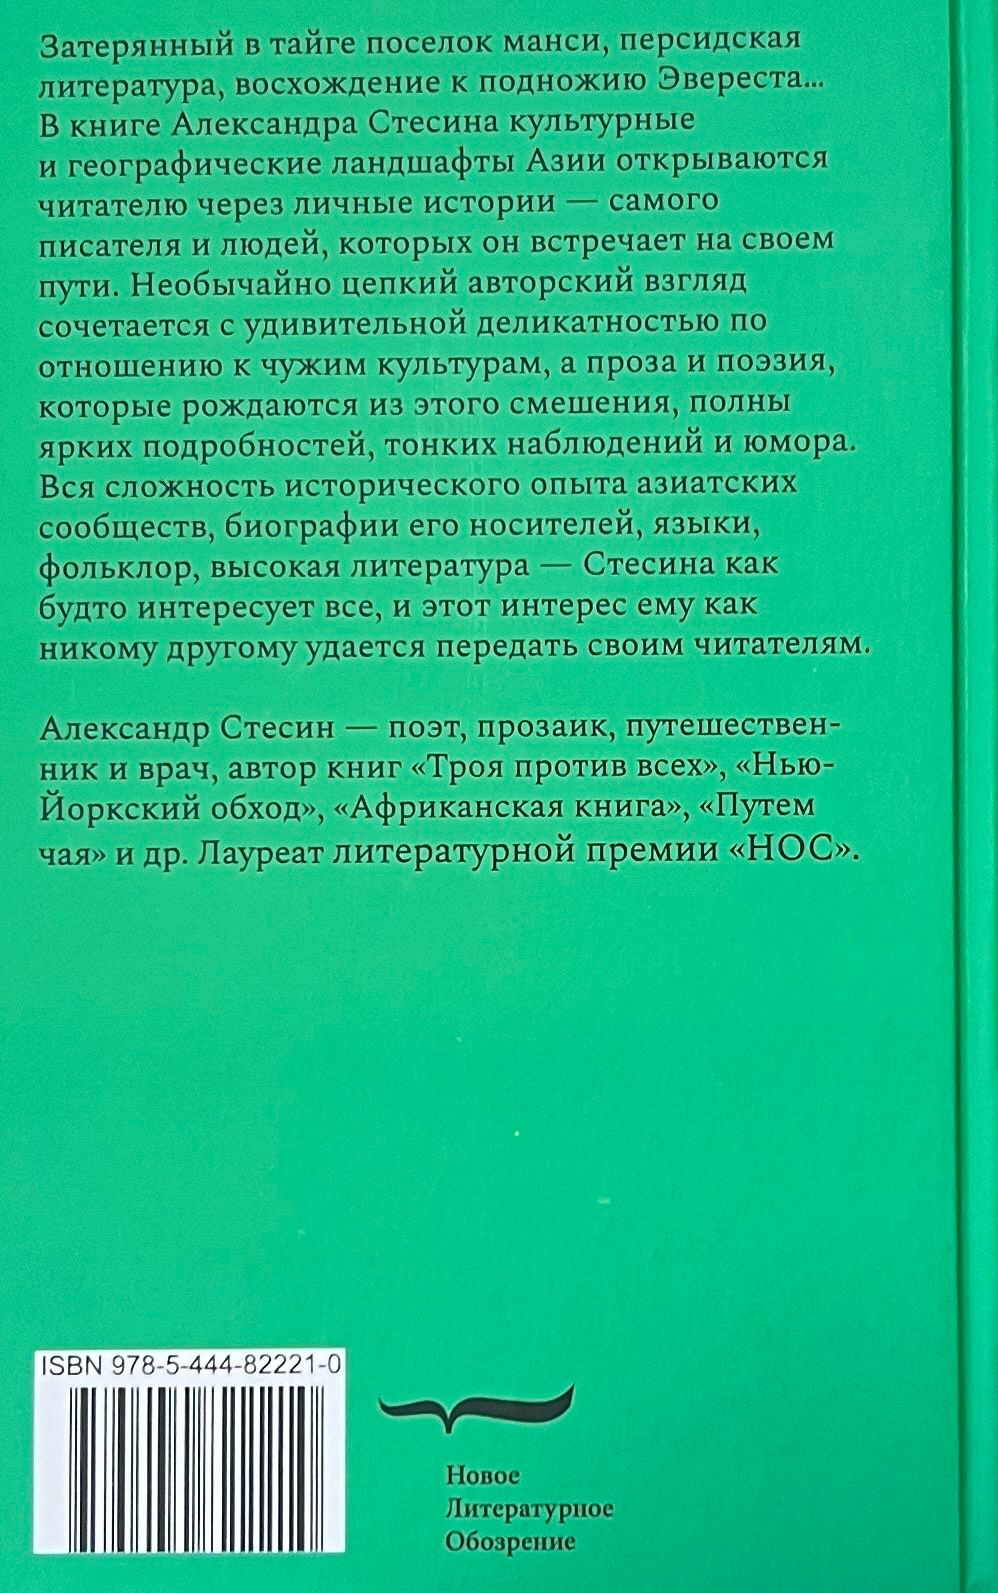 Затерянный в тайге поселок манси, персидская
литература, восхождение к подножию Эвереста...
В книге Александра Стесина культурные
и географические ландшафты Азии открываются
читателю через личные истории — самого
писателя и людей, которых он встречает на своем
пути. Необычайно цепкий авторский взгляд
сочетается с удивительной деликатностью по
отношению к чужим культурам, а проза и поэзия,
которые рождаются из этого смешения, полны
ярких подробностей, тонких наблюдений и юмора.
Вся сложность исторического опыта азиатских
сообществ, биографии его носителей, языки,
фольклор, высокая литература — Стесина как
будто интересует все, и этот интерес ему как
никому другому удается передать своим читателям.
Александр Стесин — поэт, прозаик, путешествен-
ник и врач, автор книг «Троя против всех», «Нью-
Йоркский обход», «Африканская книга», «Путем
чая» и др. Лауреат литературной премии «НОС».
ISBN 978-5-444-82221-0
Новое
Литературное
Обозрение